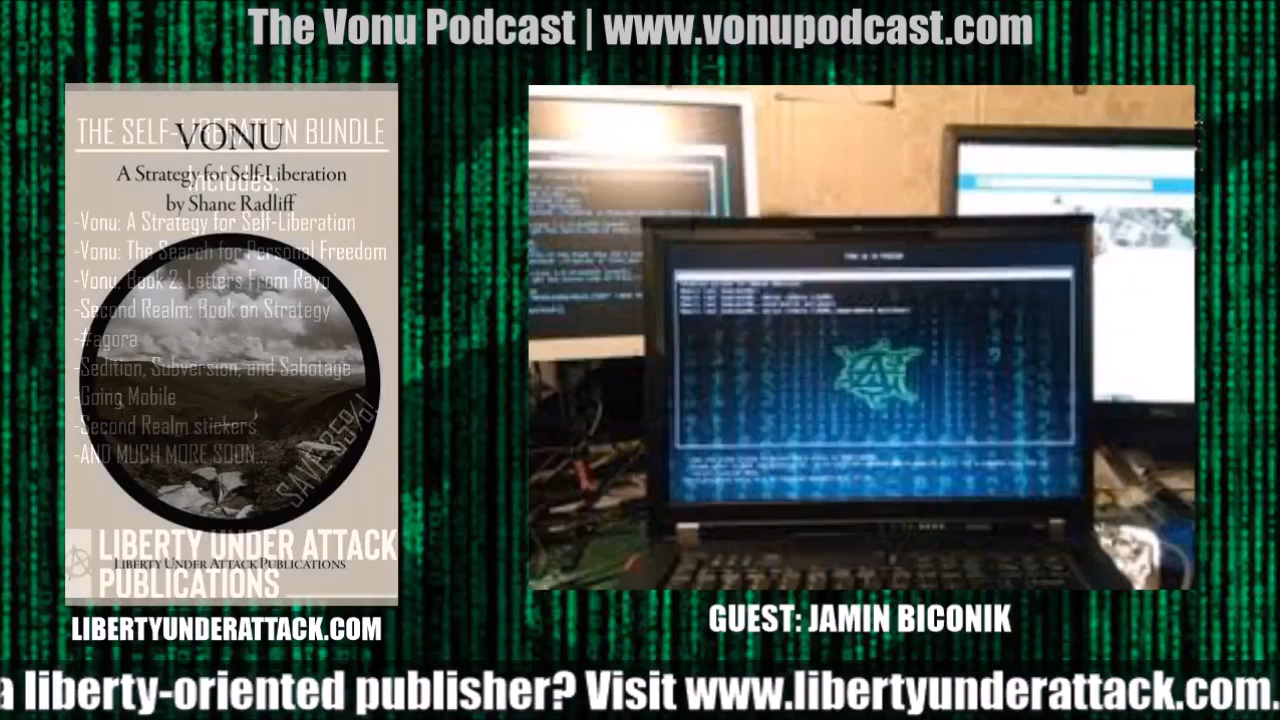 The Vonu Podcast | www.vonupodcast.com
THE SELF-LIBERATION BUNDLE
VONU
A Strategy for Self-Liberation
Includes:
by Shane Radliff
-Vonu: A Strategy for Self-Liberation
-Vonu: The Search for Personal Freedom
-Vonu: Book 2: Letters From Rayo
-Second Realm: Book on Strategy
-#agora
-Sedition, Subversion, and Sabotage
-Going Mobile
-Second Realm stickers
-AND MUCH MORE SOON...
SAVE 35%!
LIBERTY UNDER ATTACK
LIBERTY UNDER ATTACK PUBLICATIONS
PUBLICATIONS
LIBERTYUNDERATTACK.COM
GUEST: JAMIN BICONIK
a liberty-oriented publisher? Visit www.libertyunderattack.com.